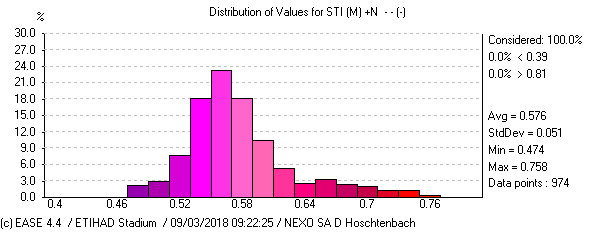 Distribution of Values for STI (M) +N  - - (-)
%
30.0
27.0
24.0
21.0
18.0
15.0
12.0
9.0
6.0
3.0
0.0
0.4 0.46 0.52 0.58 0.64 0.7 0.76
Considered: 100.0%
0.0%  < 0.39
0.0%  > 0.81
Avg = 0.576
StdDev = 0.051
Min = 0.474
Max = 0.758
Data points : 974
(c) EASE 4.4  / ETIHAD Stadium  / 09/03/2018 09:22:25 / NEXO SA D Hoschtenbach